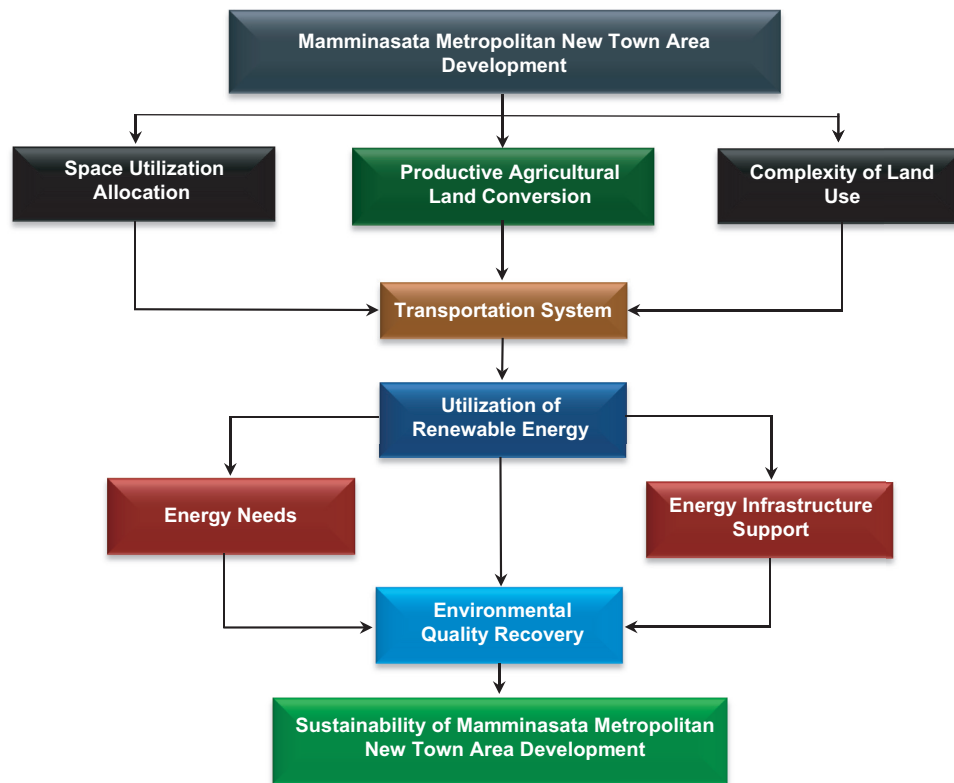 Mamminasata Metropolitan New Town Area
Development
Space Utilization
Allocation
Productive Agricultural
Land Conversion
Complexity of Land
Use
Transportation System
Utilization of
Renewable Energy
Energy Needs
Energy Infrastructure
Support
Environmental
Quality Recovery
Sustainability of Mamminasata Metropolitan
New Town Area Development